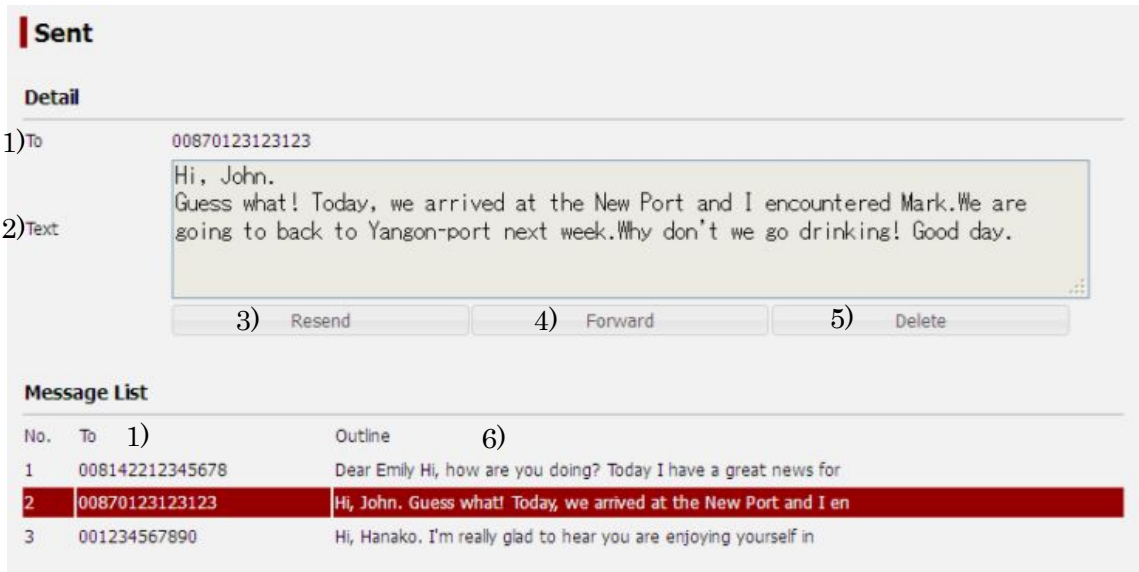 Sent
Detail
1)To 00870123123123
Hi, John.
Guess what! Today, we arrived at the New Port and I encountered Mark.We are
2)Text going to back to Yangon-port next week.Why don't we go drinking! Good day.
3) Resend 4) Forward 5) Delete
Message List
No. To 1) Outline 6)
1 008142212345678 Dear Emily Hi, how are you doing? Today I have a great news for
2 00870123123123 Hi, John. Guess what! Today, we arrived at the New Port and I en
3 001234567890 Hi, Hanako. I'm really glad to hear you are enjoying yourself in